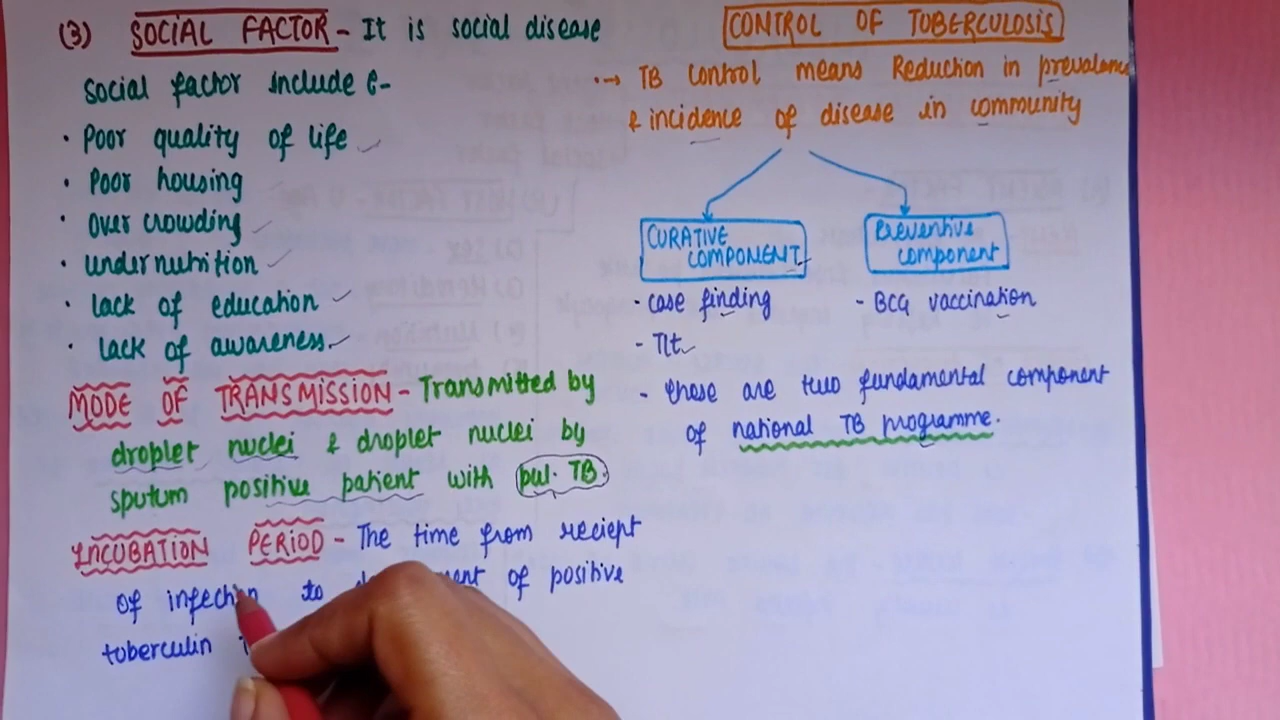 (3) SOCIAL FACTOR - It is social disease
Social factor include :-
• Poor quality of life
• Poor housing
• Over crowding
• under nutrition
• lack of education
• lack of awareness
MODE OF TRANSMISSION - Transmitted by
droplet nuclei & droplet nuclei by
sputum positive patient with pul. TB.
INCUBATION PERIOD - The time from reciept
of infection to of positive
tuberculin
CONTROL OF TUBERCULOSIS
→ TB control means Reduction in prevalence
& incidence of disease in community
CURATIVE
COMPONENT
- case finding
- Tlt
Preventive
component
- BCG vaccination
- these are two fundamental component
of national TB programme.